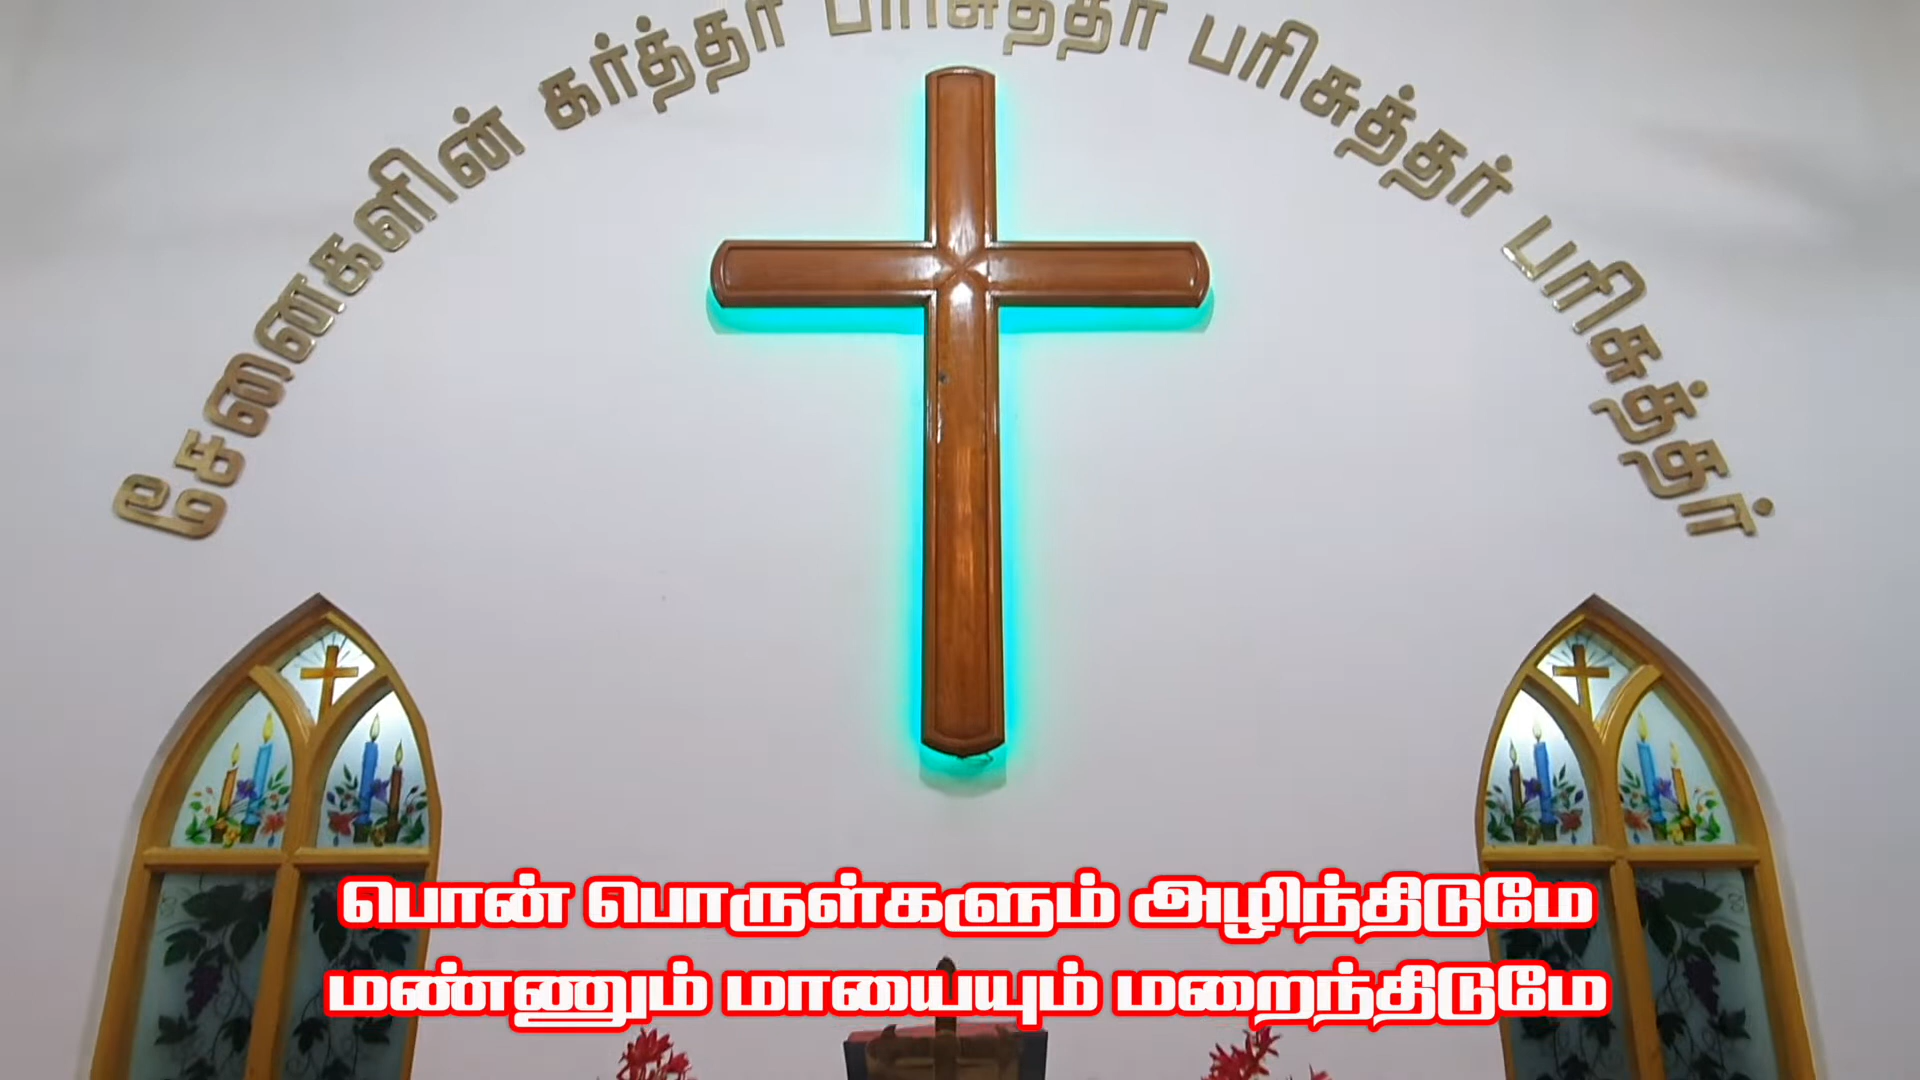 சேனைகளின் கர்த்தர் பரிசுத்தர் பரிசுத்தர் பரிசுத்தர்
பொன் பொருள்களும் அழிந்திடுமே
மண்ணும் மாயையும் மறைந்திடுமே